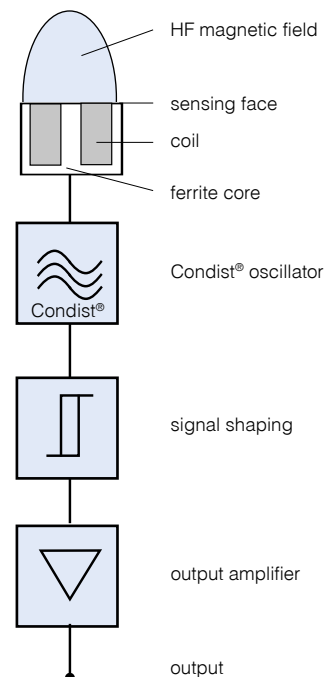 HF magnetic field
sensing face
coil
ferrite core
Condist® oscillator
Condist®
signal shaping
output amplifier
output